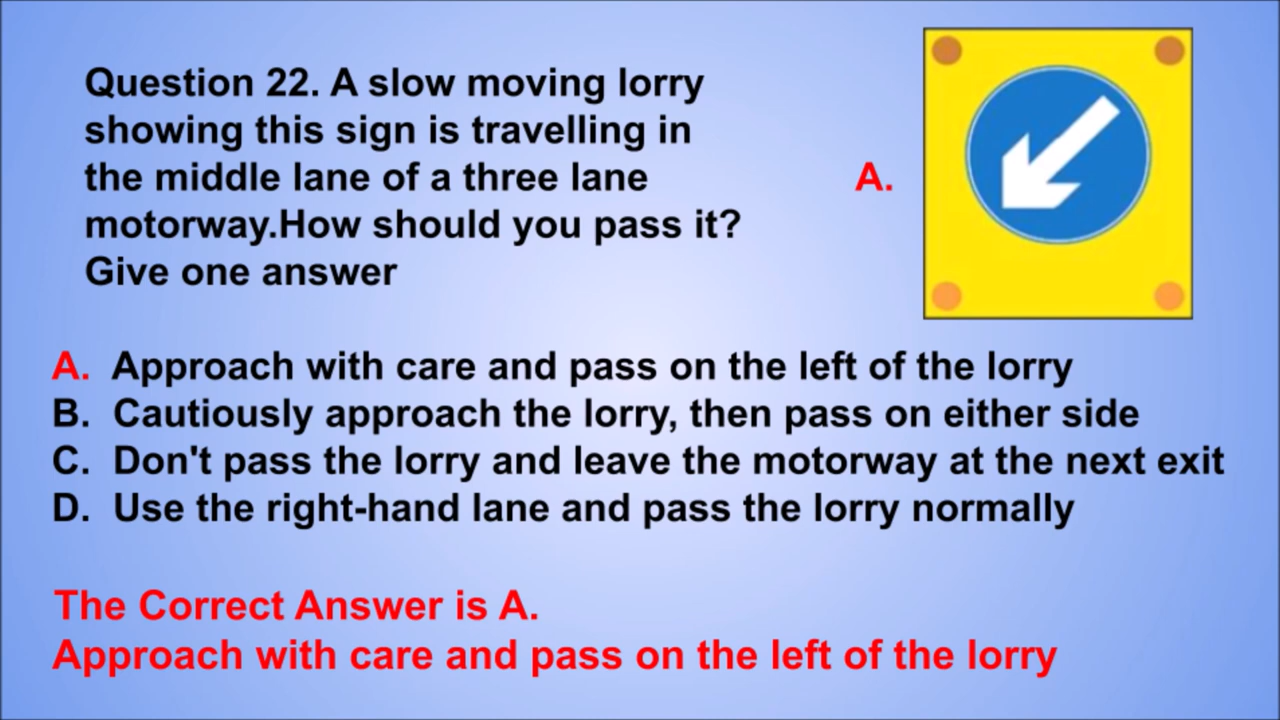 Question 22. A slow moving lorry
showing this sign is travelling in
the middle lane of a three lane
motorway.How should you pass it?
Give one answer
A.
A. Approach with care and pass on the left of the lorry
B. Cautiously approach the lorry, then pass on either side
C. Don't pass the lorry and leave the motorway at the next exit
D. Use the right-hand lane and pass the lorry normally
The Correct Answer is A.
Approach with care and pass on the left of the lorry